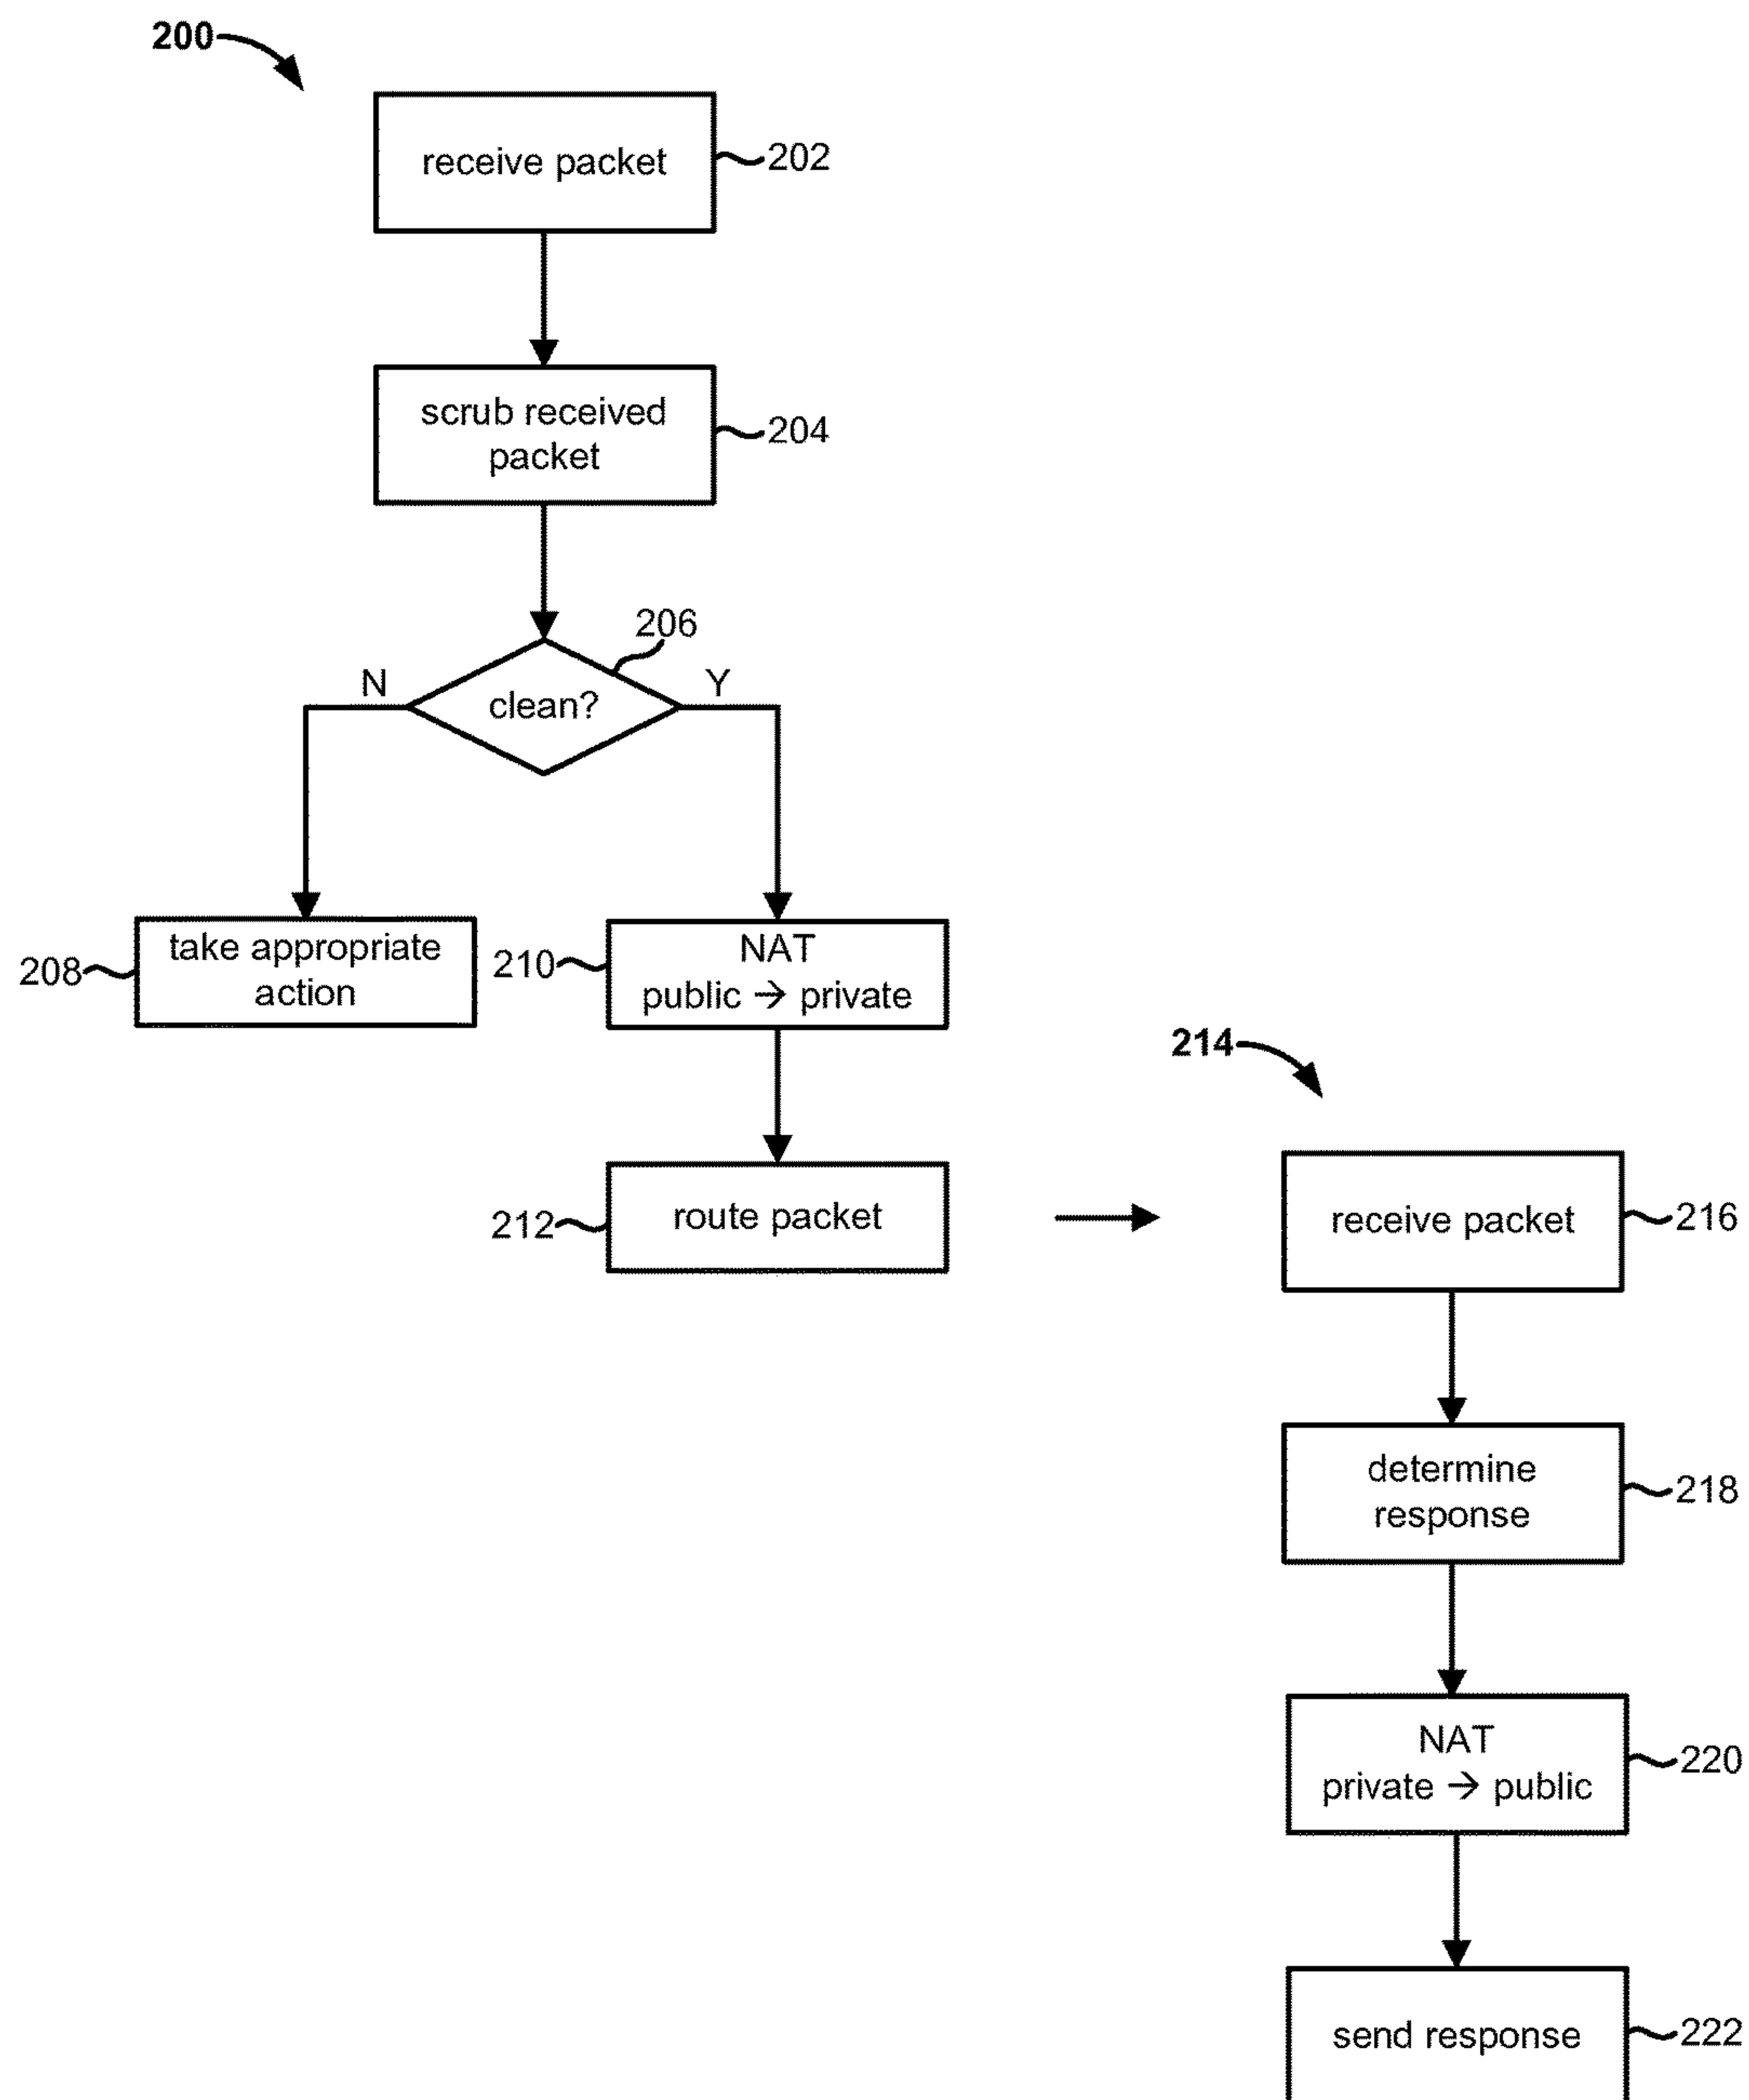 200
receive packet
202
scrub received
packet
204
206
N
clean?
Y
take appropriate
action
208
210
NAT
public → private
212
route packet
214
receive packet
216
determine
response
218
NAT
private → public
220
send response
222